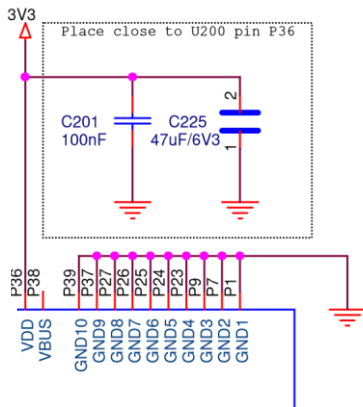 3V3
Place close to U200 pin P36
C201
100nF
C225
47uF/6V3
2
1
P36
P38
P39
P37
P27
P26
P25
P24
P23
P9
P7
P1
VDD
VBUS
GND10
GND9
GND8
GND7
GND6
GND5
GND4
GND3
GND2
GND1